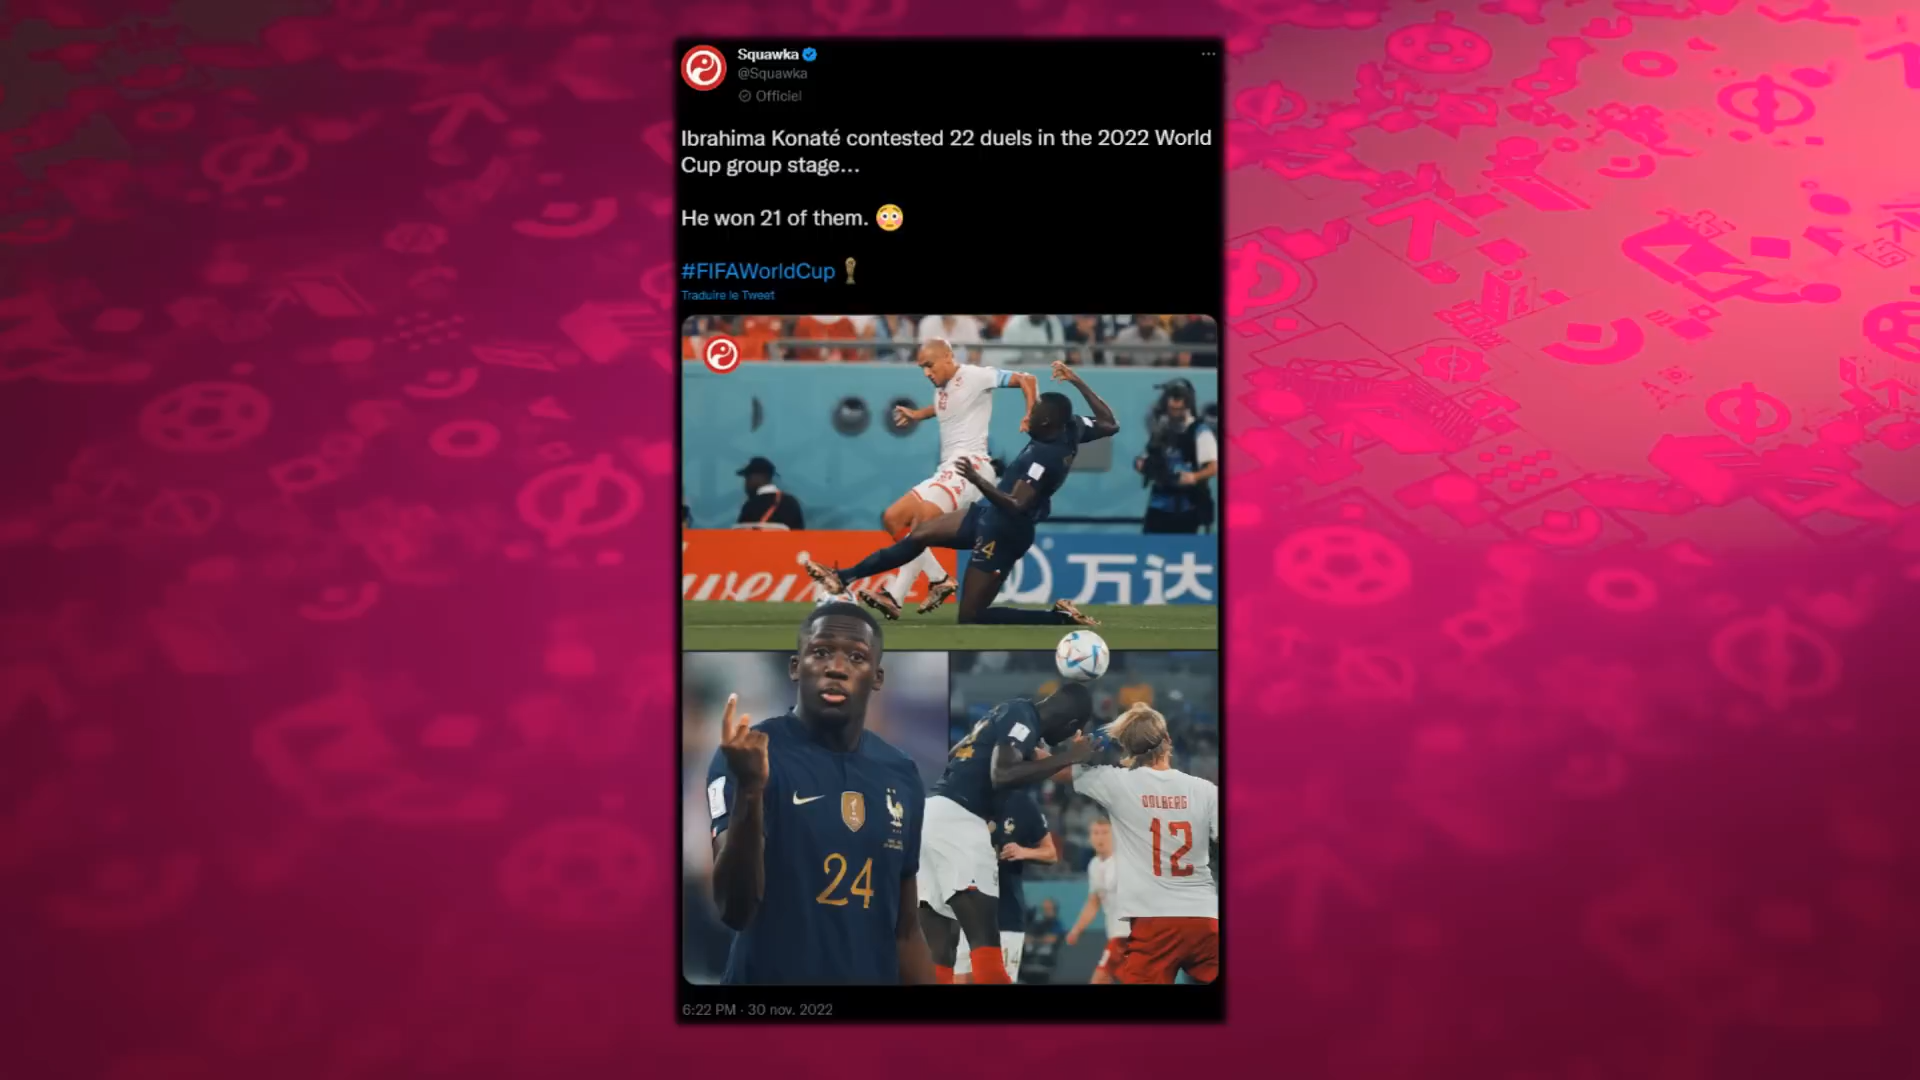 Squawka
@Squawka
Officiel
Ibrahima Konaté contested 22 duels in the 2022 World
Cup group stage...
He won 21 of them. 😳
#FIFAWorldCup
Traduire le Tweet
24
万达
24
DOLBERG
12
6:22 PM · 30 nov. 2022